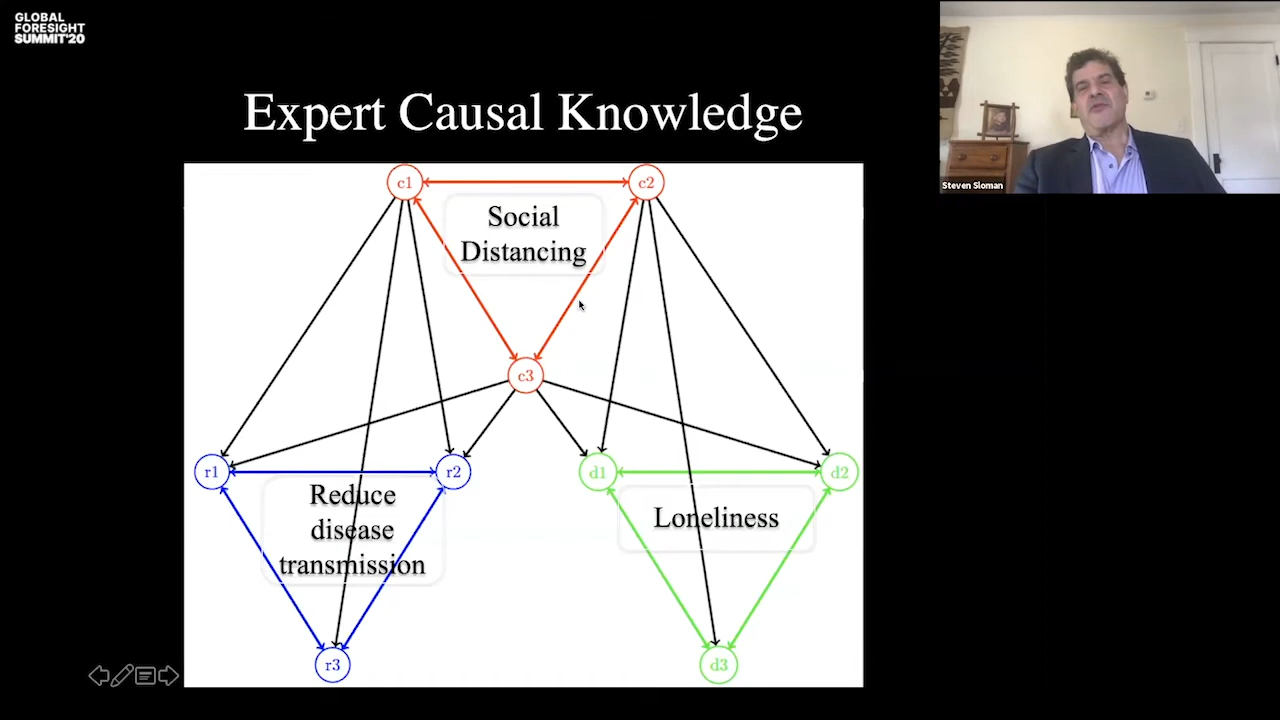 GLOBAL
FORESIGHT
SUMMIT'20
Steven Sloman
Expert Causal Knowledge
c1
c2
Social
Distancing
c3
r1
r2
d1
d2
Reduce
disease
transmission
Loneliness
r3
d3